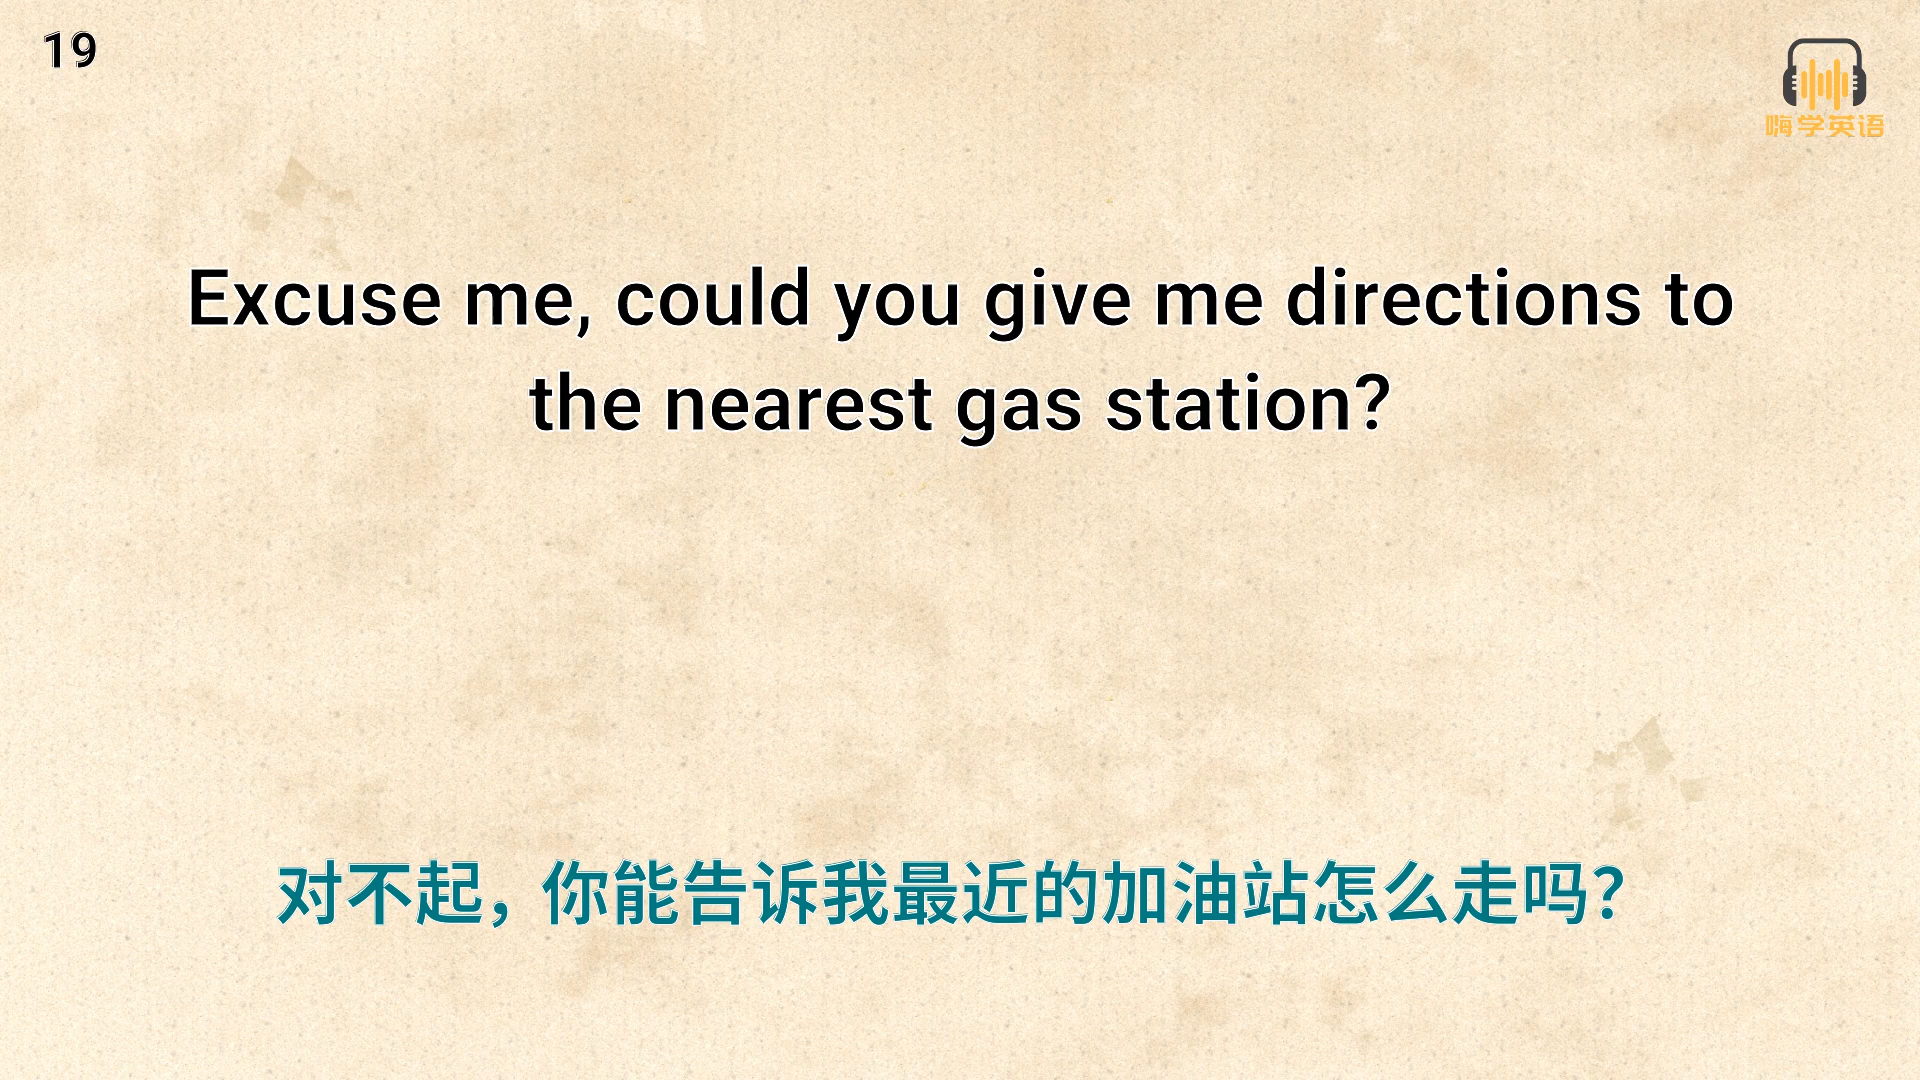 19
嗨学英语
Excuse me, could you give me directions to
the nearest gas station?
对不起，你能告诉我最近的加油站怎么走吗？